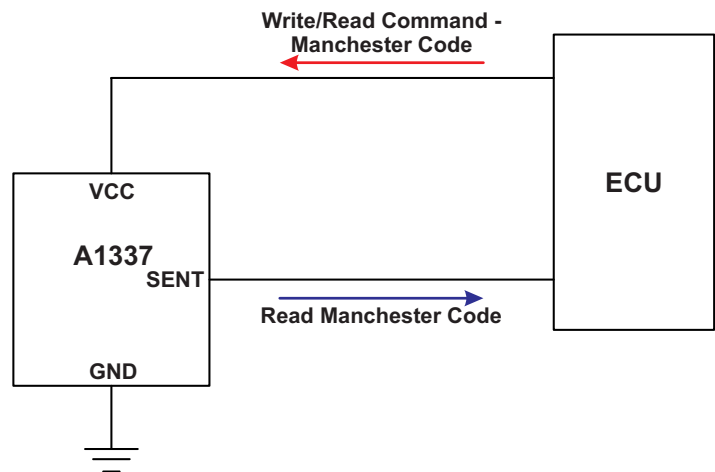 Write/Read Command -
Manchester Code
ECU
VCC
A1337
SENT
Read Manchester Code
GND